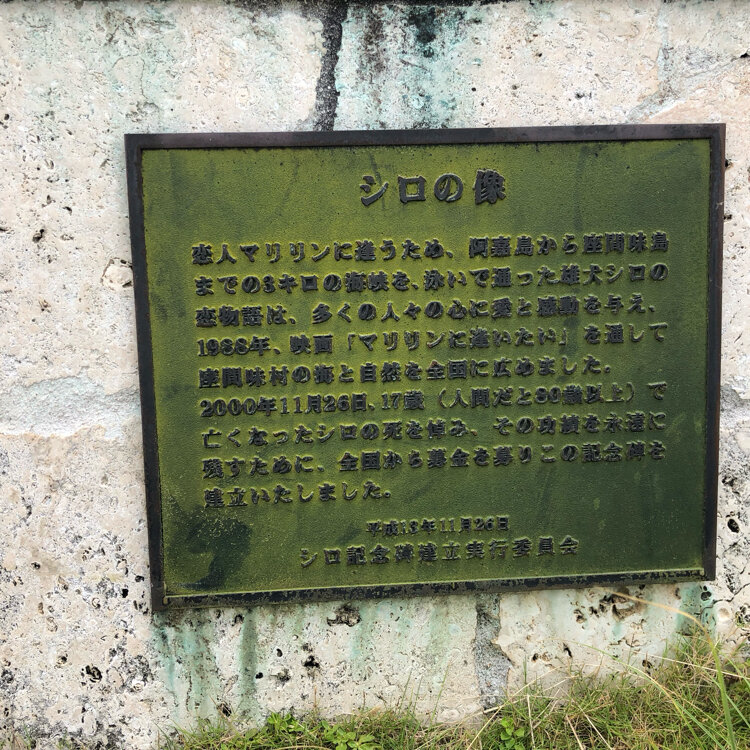 シロの像
恋人マリリンに逢うため、阿嘉島から座間味島
までの3キロの海峡を、泳いで通った雄犬シロの
恋物語は、多くの人々の心に愛と感動を与え、
1988年、映画「マリリンに逢いたい」を通して
座間味村の海と自然を全国に広めました。
2000年11月26日、17歳（人間だと80歳以上）で
亡くなったシロの死を悼み、その功績を永遠に
残すために、全国から募金を募りこの記念碑を
建立いたしました。
平成13年11月26日
シロ記念碑建立実行委員会